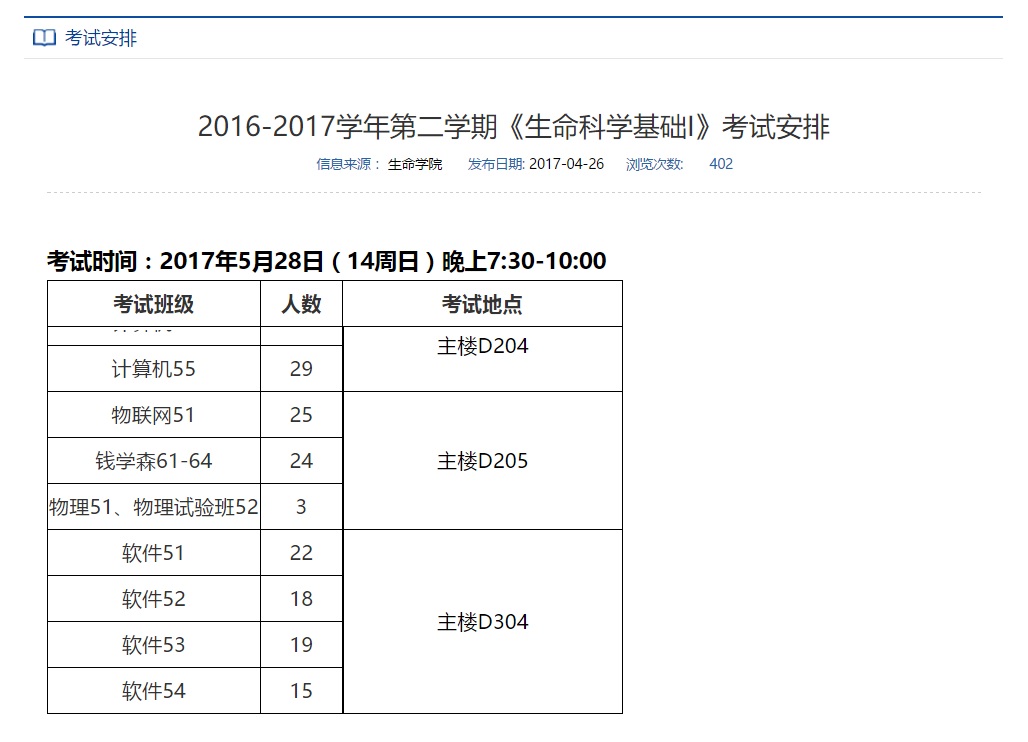 考试安排
2016-2017学年第二学期《生命科学基础I》考试安排
信息来源： 生命学院 发布日期: 2017-04-26 浏览次数: 402
考试时间：2017年5月28日（14周日）晚上7:30-10:00
考试班级 人数 考试地点
主楼D204
计算机55 29
物联网51 25
钱学森61-64 24 主楼D205
物理51、物理试验班52 3
软件51 22
软件52 18
主楼D304
软件53 19
软件54 15